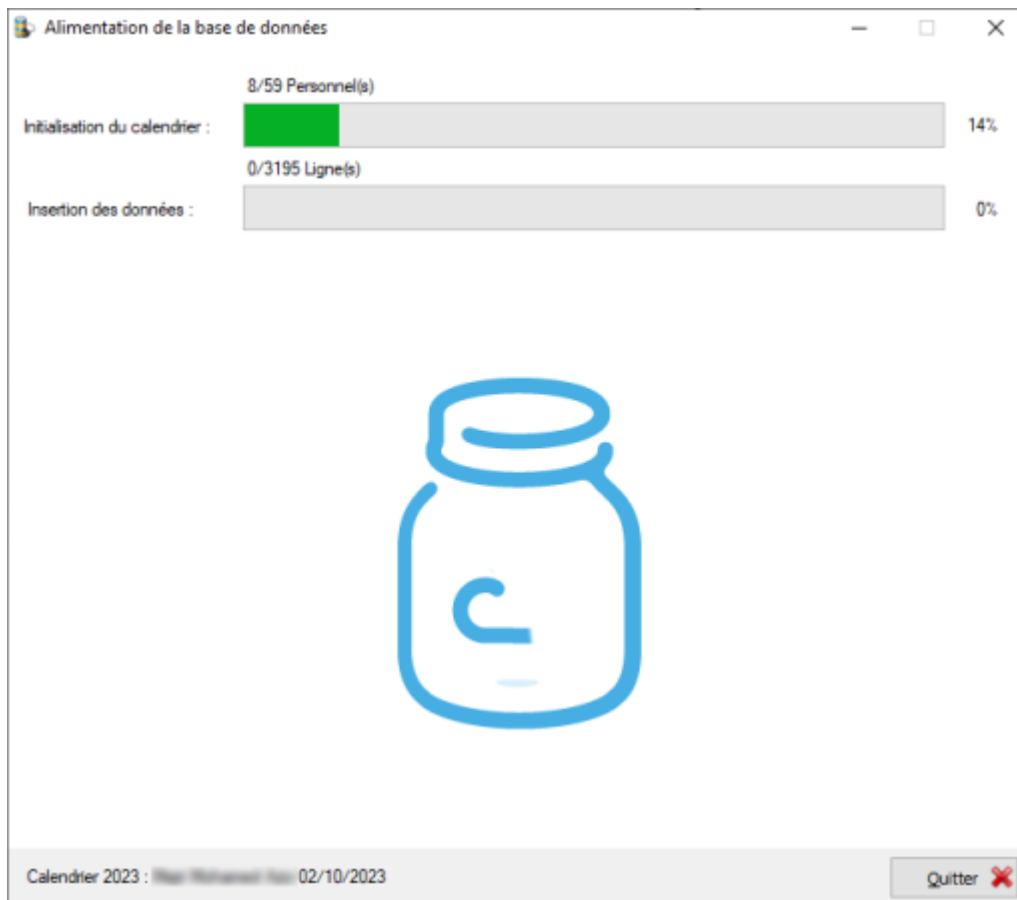 Alimentation de la base de données
8/59 Personnel(s)
Initialisation du calendrier :
14%
0/3195 Ligne(s)
Insertion des données :
0%
Calendrier 2023 : 02/10/2023
Quitter